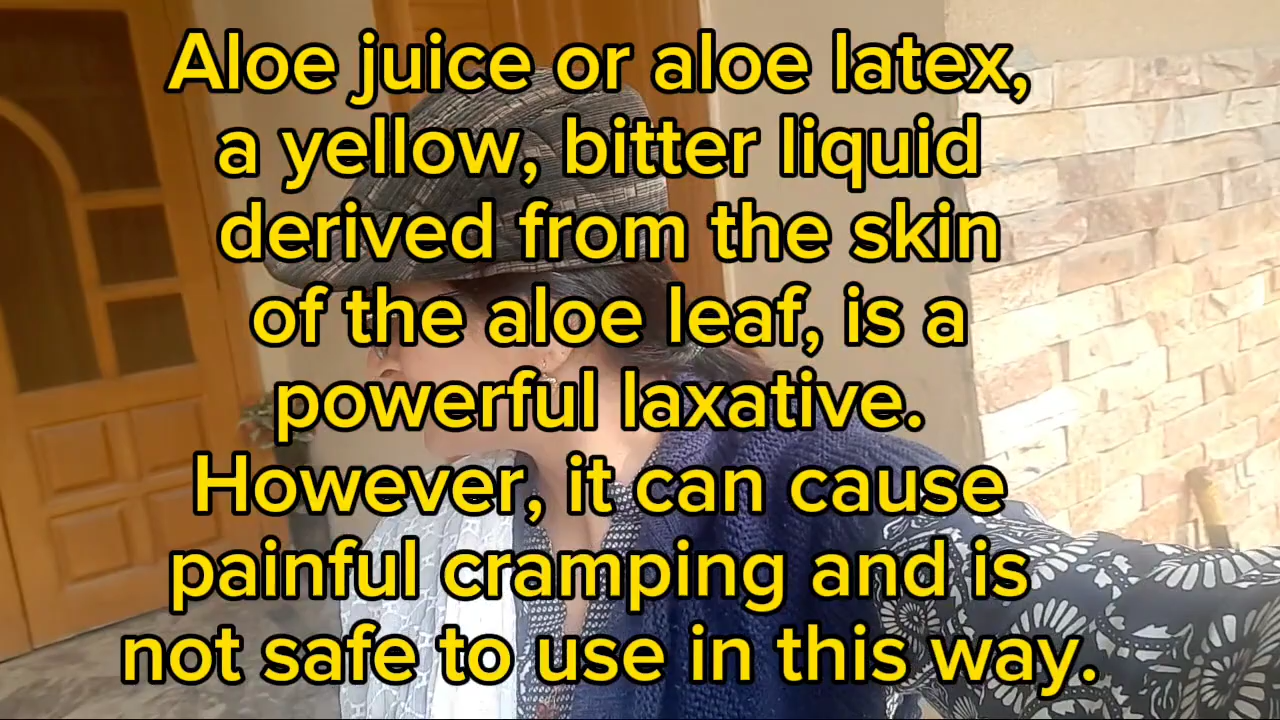 Aloe juice or aloe latex,
a yellow, bitter liquid
derived from the skin
of the aloe leaf, is a
powerful laxative.
However, it can cause
painful cramping and is
not safe to use in this way.